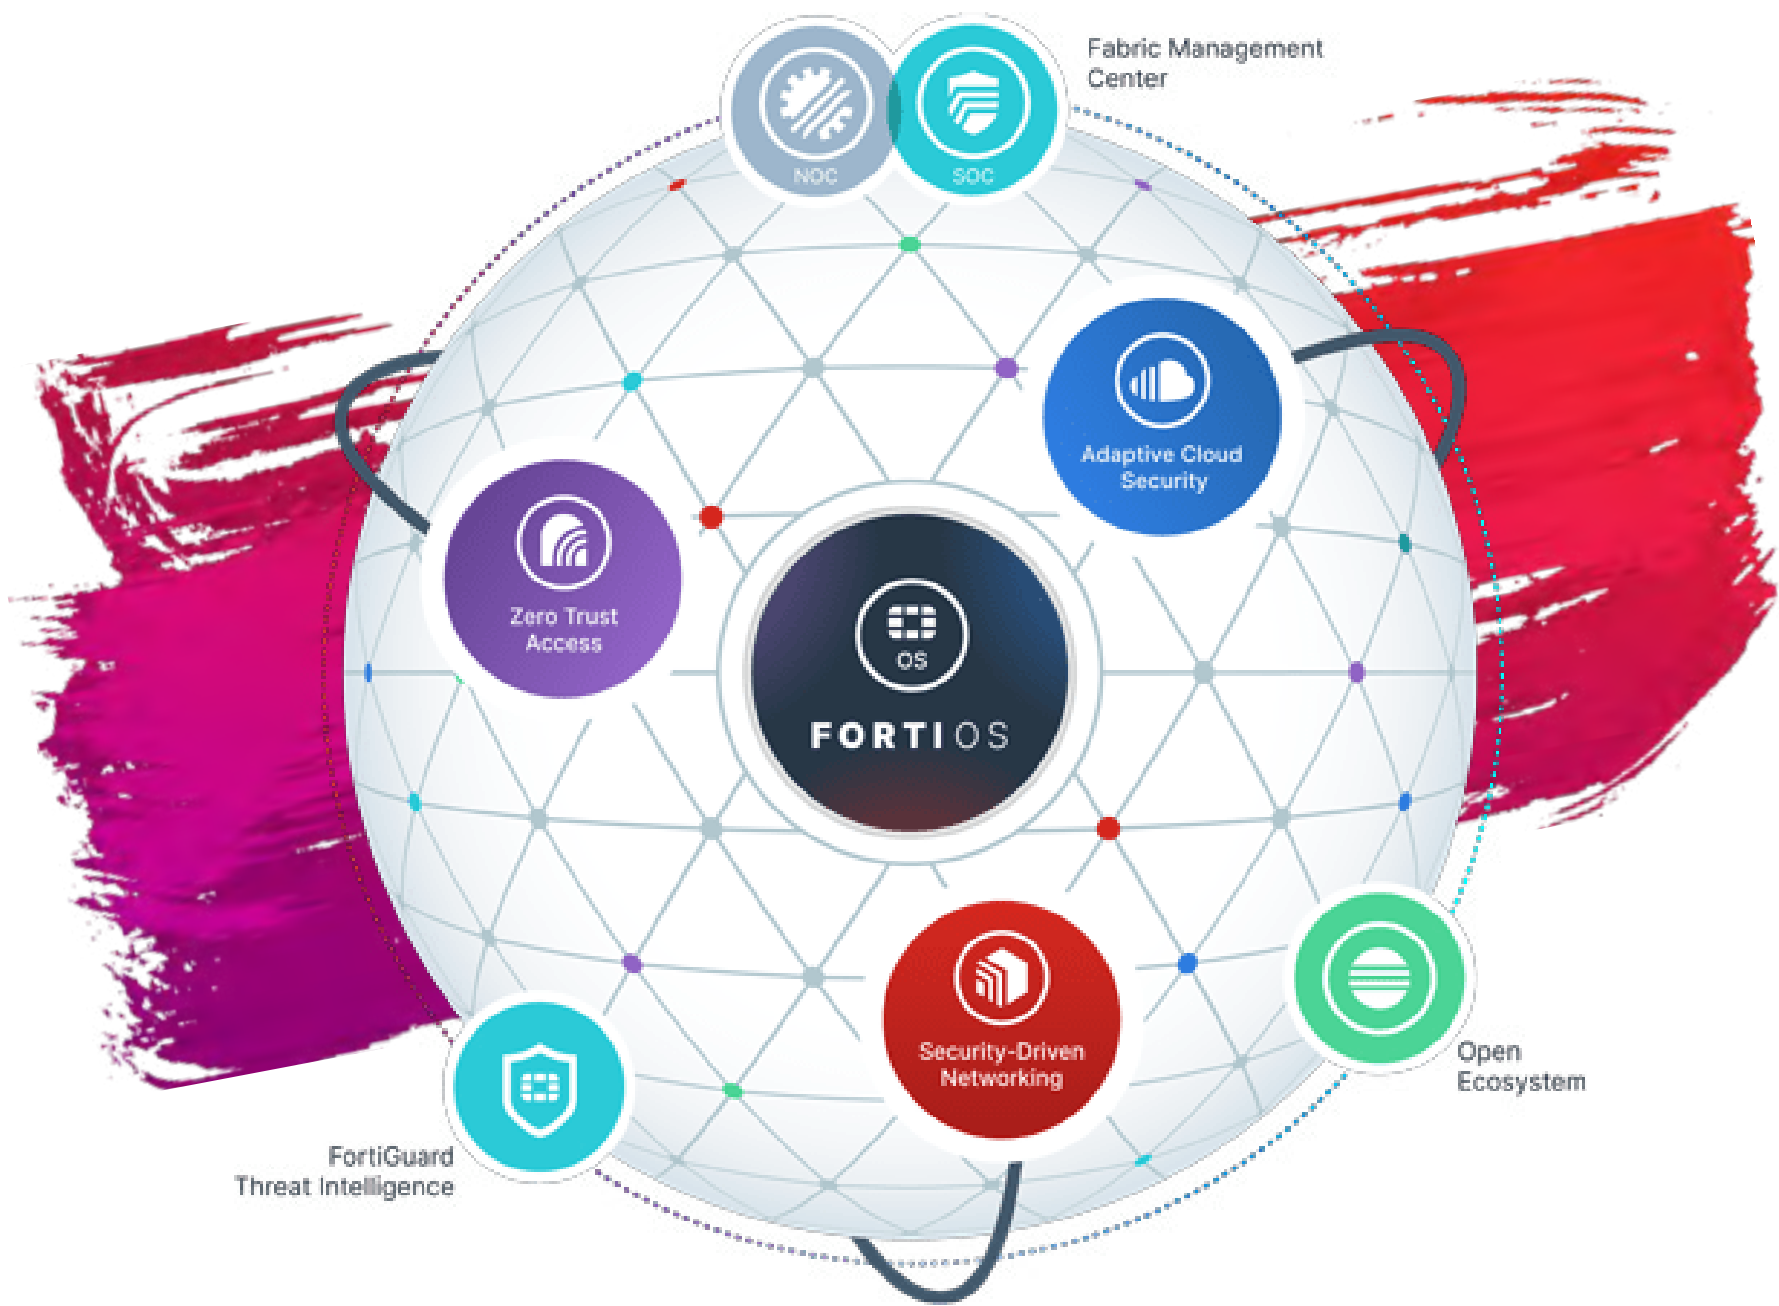 Fabric Management
Center
NOC
SOC
Adaptive Cloud
Security
Zero Trust
Access
OS
FORTIOS
Security-Driven
Networking
Open
Ecosystem
FortiGuard
Threat Intelligence